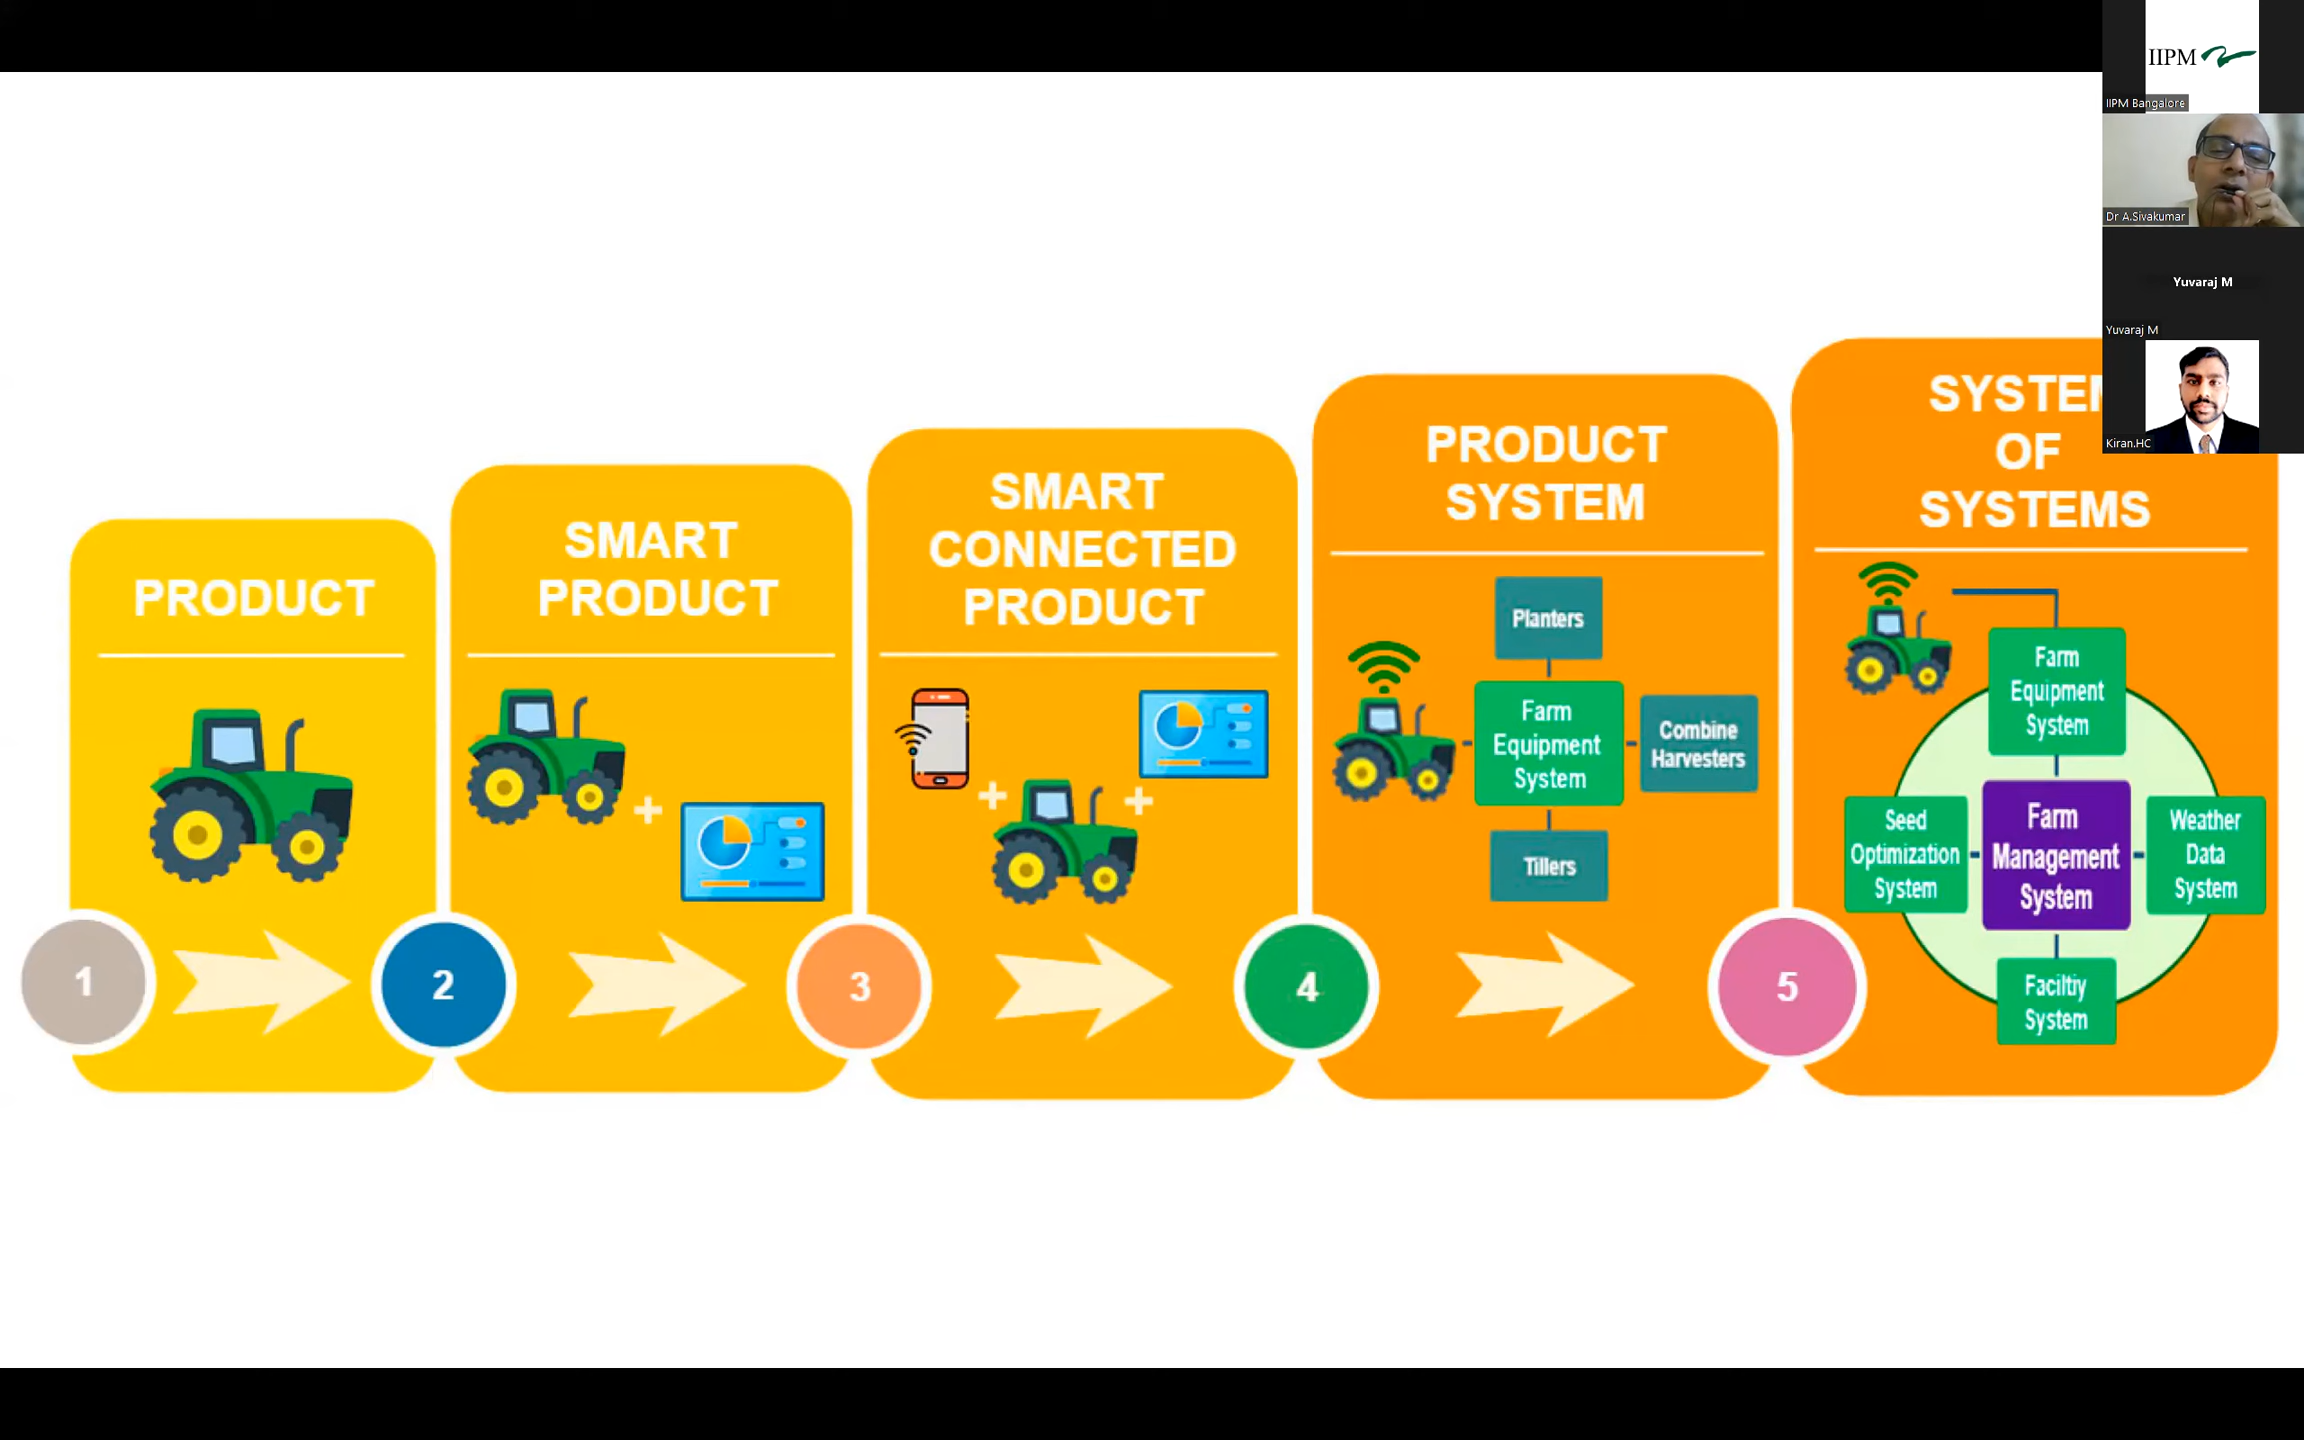 IIPM
IIPM Bangalore
Dr A.Sivakumar
Yuvaraj M
Yuvaraj M
Kiran.HC
PRODUCT
1
SMART
PRODUCT
2
SMART
CONNECTED
PRODUCT
3
PRODUCT
SYSTEM
Planters
Farm
Equipment
System
Combine
Harvesters
Tillers
4
SYSTE
OF
SYSTEMS
Farm
Equipment
System
Seed
Optimization
System
Farm
Management
System
Weather
Data
System
Faciltiy
System
5